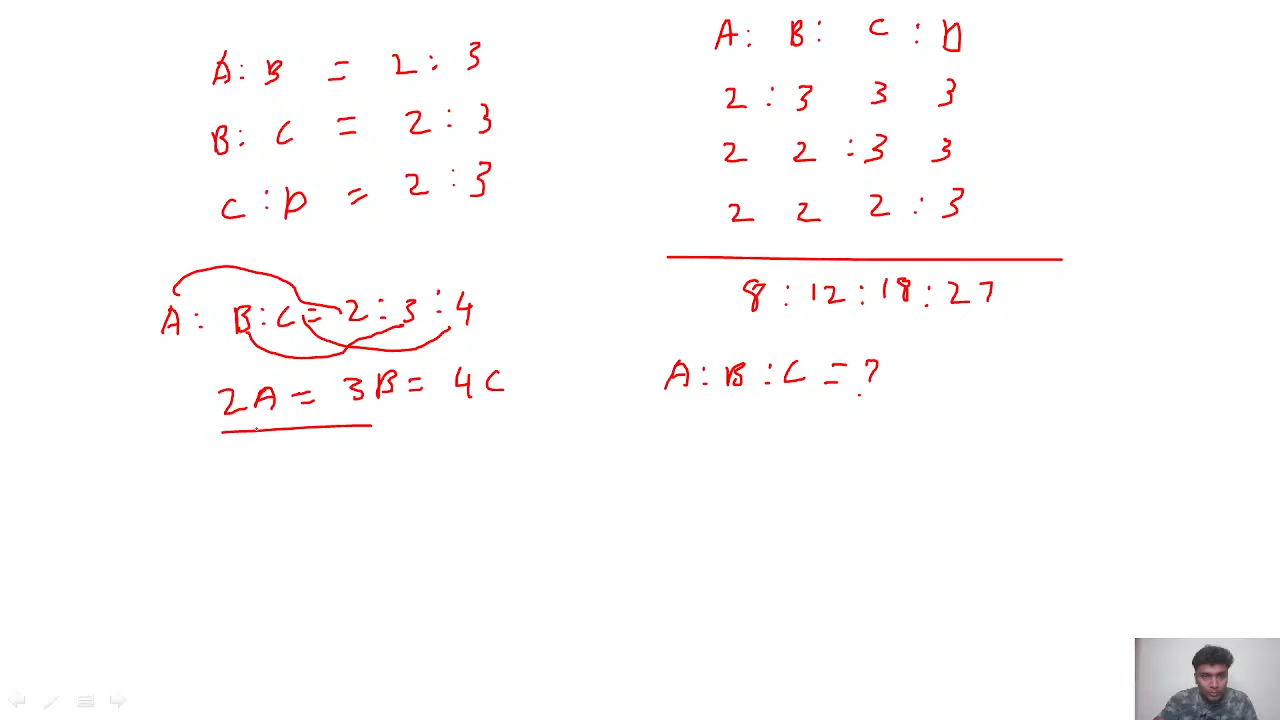 A : B = 2 : 3
B : C = 2 : 3
C : D = 2 : 3
A : B : C = 2 : 3 : 4
2A = 3B = 4C
A : B : C : D
2 : 3 3 3
2 2 : 3 3
2 2 2 : 3
8 : 12 : 18 : 27
A : B : C = ?